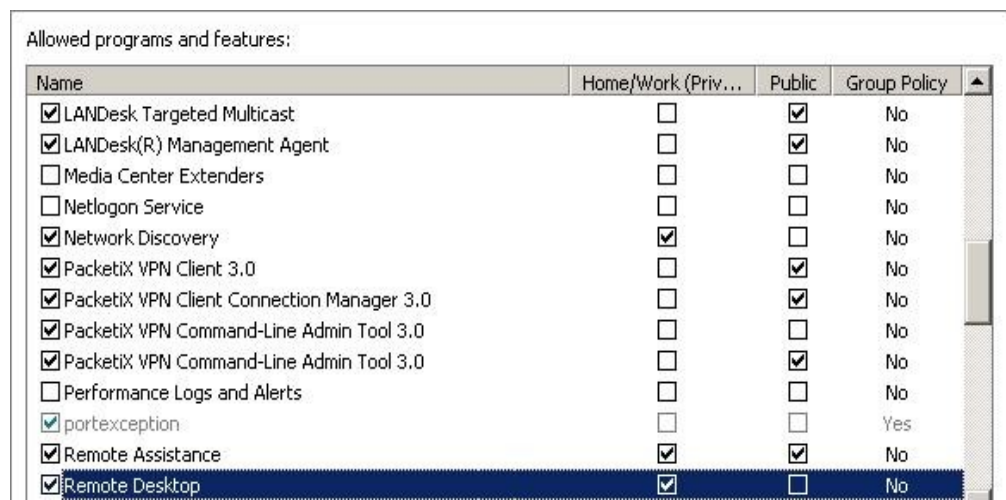 Allowed programs and features:
Name Home/Work (Priv... Public Group Policy
LANDesk Targeted Multicast No
LANDesk(R) Management Agent No
Media Center Extenders No
Netlogon Service No
Network Discovery No
PacketiX VPN Client 3.0 No
PacketiX VPN Client Connection Manager 3.0 No
PacketiX VPN Command-Line Admin Tool 3.0 No
PacketiX VPN Command-Line Admin Tool 3.0 No
Performance Logs and Alerts No
portexception Yes
Remote Assistance No
Remote Desktop No